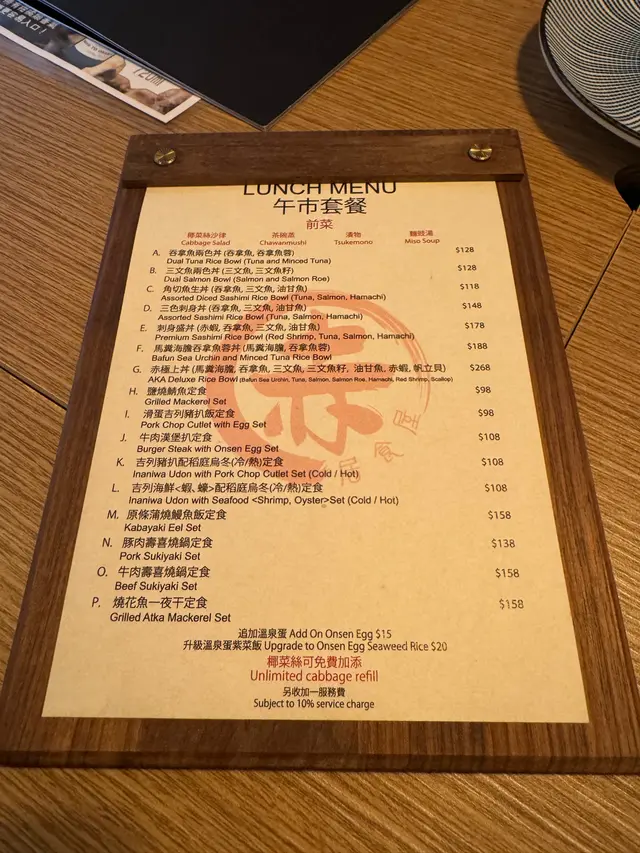 720ml
LUNCH MENU
午市套餐
前菜
椰菜絲沙律 茶碗蒸 漬物 麵豉湯
Cabbage Salad Chawanmushi Tsukemono Miso Soup
A. 吞拿魚兩色丼 (吞拿魚, 吞拿魚蓉) $128
Dual Tuna Rice Bowl (Tuna and Minced Tuna)
B. 三文魚兩色丼 (三文魚, 三文魚籽) $128
Dual Salmon Bowl (Salmon and Salmon Roe)
C. 角切魚生丼 (吞拿魚, 三文魚, 油甘魚) $118
Assorted Diced Sashimi Rice Bowl (Tuna, Salmon, Hamachi)
D. 三色刺身丼 (吞拿魚, 三文魚, 油甘魚) $148
Assorted Sashimi Rice Bowl (Tuna, Salmon, Hamachi)
E. 刺身盛丼 (赤蝦, 吞拿魚, 三文魚, 油甘魚) $178
Premium Sashimi Rice Bowl (Red Shrimp, Tuna, Salmon, Hamachi)
F. 馬糞海膽吞拿魚蓉丼 (馬糞海膽, 吞拿魚蓉) $188
Bafun Sea Urchin and Minced Tuna Rice Bowl
G. 赤極上丼 (馬糞海膽, 吞拿魚, 三文魚, 三文魚籽, 油甘魚, 赤蝦, 帆立貝) $268
AKA Deluxe Rice Bowl (Bafun Sea Urchin, Tuna, Salmon, Salmon Roe, Hamachi, Red Shrimp, Scallop)
H. 鹽燒鯖魚定食 $98
Grilled Mackerel Set
I. 滑蛋吉列豬扒飯定食 $98
Pork Chop Cutlet with Egg Set
J. 牛肉漢堡扒定食 $108
Burger Steak with Onsen Egg Set
K. 吉列豬扒配稻庭烏冬(冷/熱)定食 $108
Inaniwa Udon with Pork Chop Cutlet Set (Cold / Hot)
L. 吉列海鮮<蝦、蠔>配稻庭烏冬(冷/熱)定食 $108
Inaniwa Udon with Seafood <Shrimp, Oyster>Set (Cold / Hot)
M. 原條蒲燒鰻魚飯定食 $158
Kabayaki Eel Set
N. 豚肉壽喜燒鍋定食 $138
Pork Sukiyaki Set
O. 牛肉壽喜燒鍋定食 $158
Beef Sukiyaki Set
P. 燒花魚一夜干定食 $158
Grilled Atka Mackerel Set
追加溫泉蛋 Add On Onsen Egg $15
升級溫泉蛋紫菜飯 Upgrade to Onsen Egg Seaweed Rice $20
椰菜絲可免費加添
Unlimited cabbage refill
另收加一服務費
Subject to 10% service charge
赤
居食屋